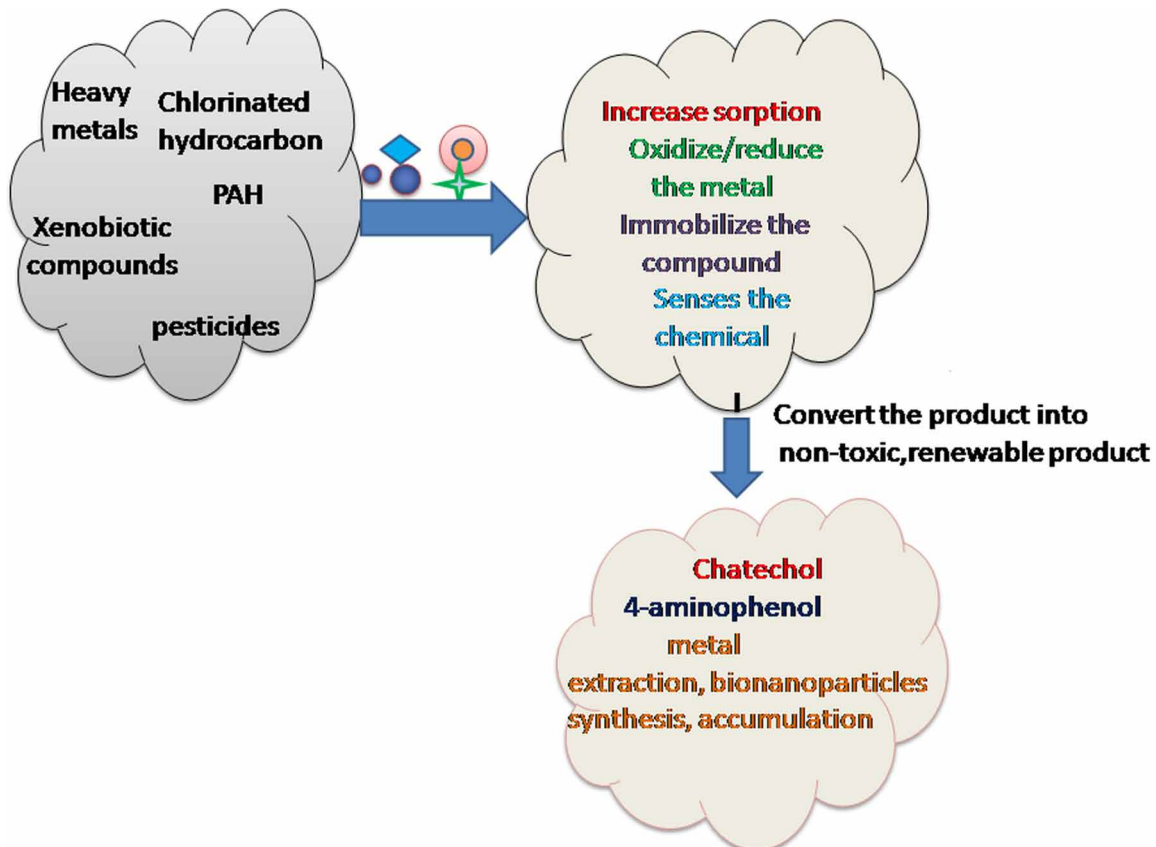 Heavy
metals
Chlorinated
hydrocarbon
PAH
Xenobiotic
compounds
pesticides
Increase sorption
Oxidize/reduce
the metal
Immobilize the
compound
Senses the
chemical
Convert the product into
non-toxic,renewable product
Chatechol
4-aminophenol
metal
extraction, bionanoparticles
synthesis, accumulation